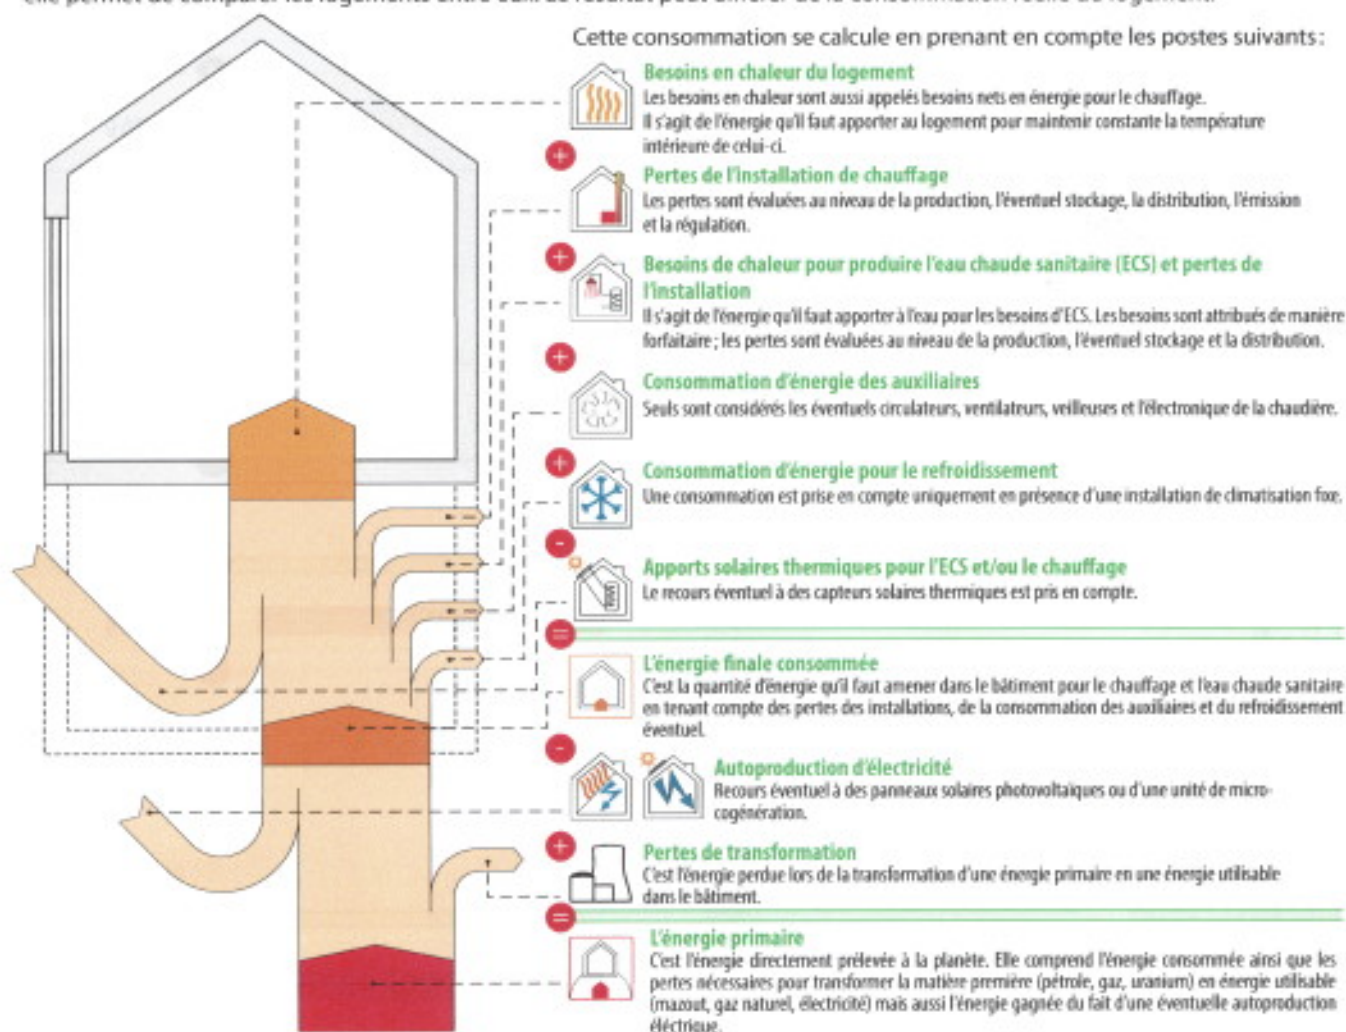 Cette consommation se calcule en prenant en compte les postes suivants :
Besoins en chaleur du logement
Les besoins en chaleur sont aussi appelés besoins nets en énergie pour le chauffage.
Il s'agit de l'énergie qu'il faut apporter au logement pour maintenir constante la température
intérieure de celui-ci.
+
Pertes de l'installation de chauffage
Les pertes sont évaluées au niveau de la production, l'éventuel stockage, la distribution, l'émission
et la régulation.
+
Besoins de chaleur pour produire l'eau chaude sanitaire (ECS) et pertes de
l'installation
Il s'agit de l'énergie qu'il faut apporter à l'eau pour les besoins d'ECS. Les besoins sont attribués de manière
forfaitaire ; les pertes sont évaluées au niveau de la production, l'éventuel stockage et la distribution.
+
Consommation d'énergie des auxiliaires
Seuls sont considérés les éventuels circulateurs, ventilateurs, veilleuses et l'électronique de la chaudière.
+
Consommation d'énergie pour le refroidissement
Une consommation est prise en compte uniquement en présence d'une installation de climatisation fixe.
-
Apports solaires thermiques pour l'ECS et/ou le chauffage
Le recours éventuel à des capteurs solaires thermiques est pris en compte.
=
L'énergie finale consommée
C'est la quantité d'énergie qu'il faut amener dans le bâtiment pour le chauffage et l'eau chaude sanitaire
en tenant compte des pertes des installations, de la consommation des auxiliaires et du refroidissement
éventuel.
-
Autoproduction d'électricité
Recours éventuel à des panneaux solaires photovoltaïques ou d'une unité de micro-
cogénération.
+
Pertes de transformation
C'est l'énergie perdue lors de la transformation d'une énergie primaire en une énergie utilisable
dans le bâtiment.
=
L'énergie primaire
C'est l'énergie directement prélevée à la planète. Elle comprend l'énergie consommée ainsi que les
pertes nécessaires pour transformer la matière première (pétrole, gaz, uranium) en énergie utilisable
(mazout, gaz naturel, électricité) mais aussi l'énergie gagnée du fait d'une éventuelle autoproduction
éléctrique.